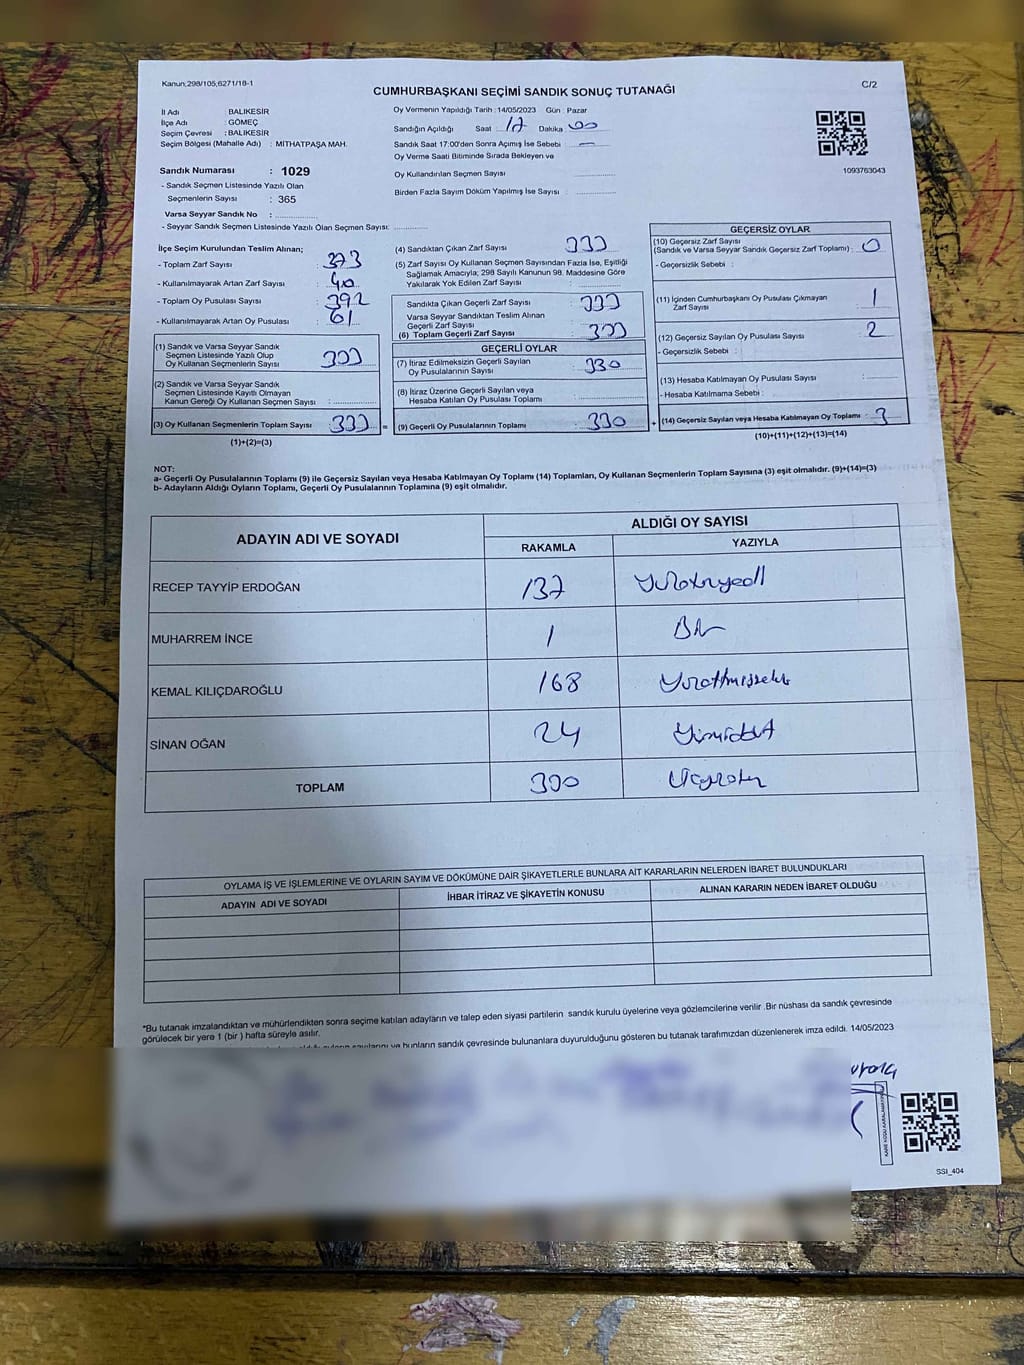 Kanun;298/105;6271/18-1
CUMHURBAŞKANI SEÇİMİ SANDIK SONUÇ TUTANAĞI
C/2
İl Adı : BALIKESİR
İlçe Adı : GÖMEÇ
Seçim Çevresi : BALIKESİR
Seçim Bölgesi (Mahalle Adı) : MİTHATPAŞA MAH.
Sandık Numarası : 1029
- Sandık Seçmen Listesinde Yazılı Olan
Seçmenlerin Sayısı : 365
Varsa Seyyar Sandık No :
- Seyyar Sandık Seçmen Listesinde Yazılı Olan Seçmen Sayısı:
Oy Vermenin Yapıldığı Tarih : 14/05/2023 Gün : Pazar
Sandığın Açıldığı Saat 17 Dakika 00
Sandık Saat 17:00'den Sonra Açımış İse Sebebi : —
Oy Verme Saati Bitiminde Sırada Bekleyen ve
Oy Kullandırılan Seçmen Sayısı
Birden Fazla Sayım Döküm Yapılmış İse Sayısı :
1093763043
İlçe Seçim Kurulundan Teslim Alınan;
- Toplam Zarf Sayısı : 373
- Kullanılmayarak Artan Zarf Sayısı : 40
- Toplam Oy Pusulası Sayısı : 392
- Kullanılmayarak Artan Oy Pusulası : 61
(1) Sandık ve Varsa Seyyar Sandık
Seçmen Listesinde Yazılı Olup
Oy Kullanan Seçmenlerin Sayısı : 333
(2) Sandık ve Varsa Seyyar Sandık
Seçmen Listesinde Kayıtlı Olmayan
Kanun Gereği Oy Kullanan Seçmen Sayısı :
(3) Oy Kullanan Seçmenlerin Toplam Sayısı : 333 =
(1)+(2)=(3)
(4) Sandıktan Çıkan Zarf Sayısı : 333
(5) Zarf Sayısı Oy Kullanan Seçmen Sayısından Fazla İse, Eşitliği
Sağlamak Amacıyla; 298 Sayılı Kanunun 98. Maddesine Göre
Yakılarak Yok Edilen Zarf Sayısı :
Sandıkta Çıkan Geçerli Zarf Sayısı : 333
Varsa Seyyar Sandıktan Teslim Alınan
Geçerli Zarf Sayısı :
(6) Toplam Geçerli Zarf Sayısı : 333
GEÇERLİ OYLAR
(7) İtiraz Edilmeksizin Geçerli Sayılan
Oy Pusulalarının Sayısı : 330
(8) İtiraz Üzerine Geçerli Sayılan veya
Hesaba Katılan Oy Pusulası Toplamı :
(9) Geçerli Oy Pusulalarının Toplamı : 330 +
GEÇERSİZ OYLAR
(10) Geçersiz Zarf Sayısı
(Sandık ve Varsa Seyyar Sandık Geçersiz Zarf Toplamı) : 0
- Geçersizlik Sebebi :
(11) İçinden Cumhurbaşkanı Oy Pusulası Çıkmayan
Zarf Sayısı : 1
(12) Geçersiz Sayılan Oy Pusulası Sayısı : 2
- Geçersizlik Sebebi :
(13) Hesaba Katılmayan Oy Pusulası Sayısı :
- Hesaba Katılmama Sebebi :
(14) Geçersiz Sayılan veya Hesaba Katılmayan Oy Toplamı : 3
(10)+(11)+(12)+(13)=(14)
NOT:
a- Geçerli Oy Pusulalarının Toplamı (9) ile Geçersiz Sayılan veya Hesaba Katılmayan Oy Toplamı (14) Toplamları, Oy Kullanan Seçmenlerin Toplam Sayısına (3) eşit olmalıdır. (9)+(14)=(3)
b- Adayların Aldığı Oyların Toplamı, Geçerli Oy Pusulalarının Toplamına (9) eşit olmalıdır.
ADAYIN ADI VE SOYADI
ALDIĞI OY SAYISI
RAKAMLA YAZIYLA
RECEP TAYYİP ERDOĞAN 137 Yüzotuzyedi
MUHARREM İNCE 1 Bir
KEMAL KILIÇDAROĞLU 168 Yüzaltmışsekiz
SİNAN OĞAN 24 Yirmidört
TOPLAM 330 Üçyüzotuz
OYLAMA İŞ VE İŞLEMLERİNE VE OYLARIN SAYIM VE DÖKÜMÜNE DAİR ŞİKAYETLERLE BUNLARA AİT KARARLARIN NELERDEN İBARET BULUNDUKLARI
ADAYIN ADI VE SOYADI İHBAR İTİRAZ VE ŞİKAYETİN KONUSU ALINAN KARARIN NEDEN İBARET OLDUĞU
*Bu tutanak imzalandıktan ve mühürlendikten sonra seçime katılan adayların ve talep eden siyasi partilerin sandık kurulu üyelerine veya gözlemcilerine verilir .Bir nüshası da sandık çevresinde
görülecek bir yere 1 (bir ) hafta süreyle asılır.
sandık çevresinde bulunanlara duyurulduğunu gösteren bu tutanak tarafımızdan düzenlenerek imza edildi. 14/05/2023
KARE KODU KARALAMAYINIZ
SSI_404